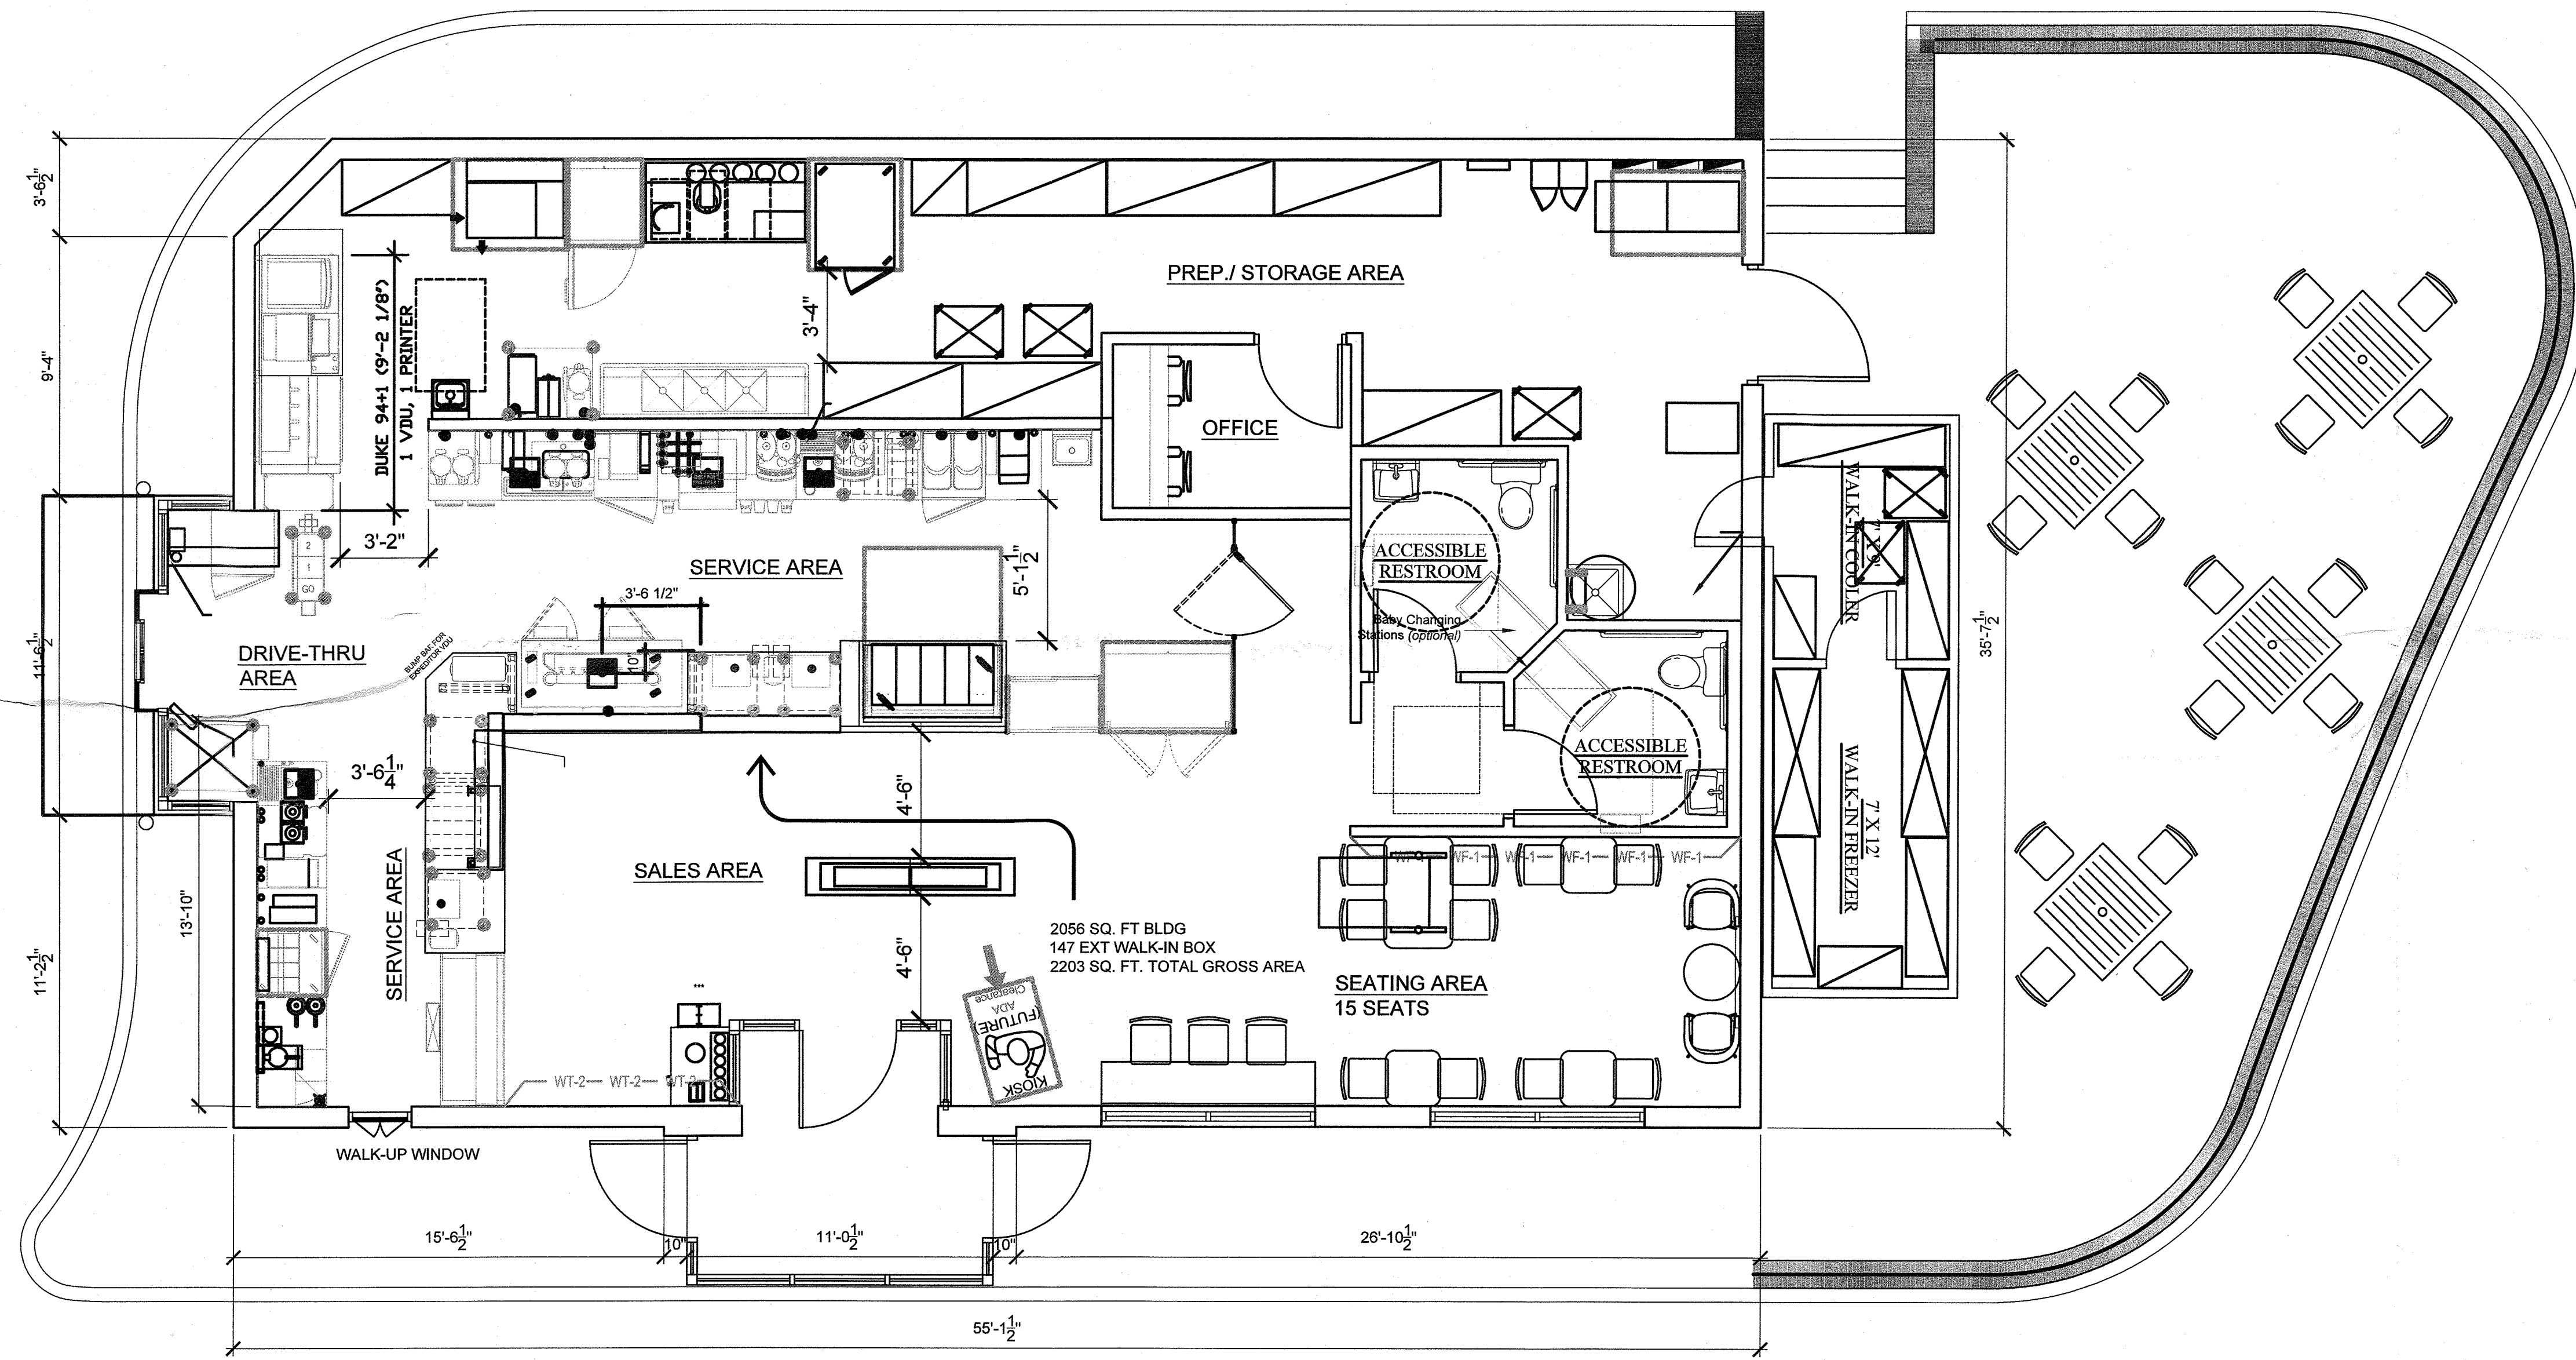 3'-6 1/2"
9'-4"
11'-6 1/2"
11'-2 1/2"
13'-10"
DUKE 94+1 (9'-2 1/8")
1 VDU, 1 PRINTER
3'-4"
PREP./ STORAGE AREA
OFFICE
3'-2"
2
1
GO
SERVICE AREA
3'-6 1/2"
10"
5'-1 1/2"
DRIVE-THRU
AREA
BUMP BAR FOR
EXPEDITOR VDU
3'-6 1/4"
SERVICE AREA
ACCESSIBLE
RESTROOM
Baby Changing
Stations (optional)
ACCESSIBLE
RESTROOM
7' X 9'
WALK-IN COOLER
7' X 12'
WALK-IN FREEZER
35'-7 1/2"
4'-6"
SALES AREA
4'-6"
2056 SQ. FT BLDG
147 EXT WALK-IN BOX
2203 SQ. FT. TOTAL GROSS AREA
WF-1 WF-1 WF-1 WF-1 WF-1
SEATING AREA
15 SEATS
Clearance
ADA
(FUTURE)
KIOSK
***
WT-2 WT-2 WT-2
WALK-UP WINDOW
15'-6 1/2"
10"
11'-0 1/2"
10"
26'-10 1/2"
55'-1 1/2"